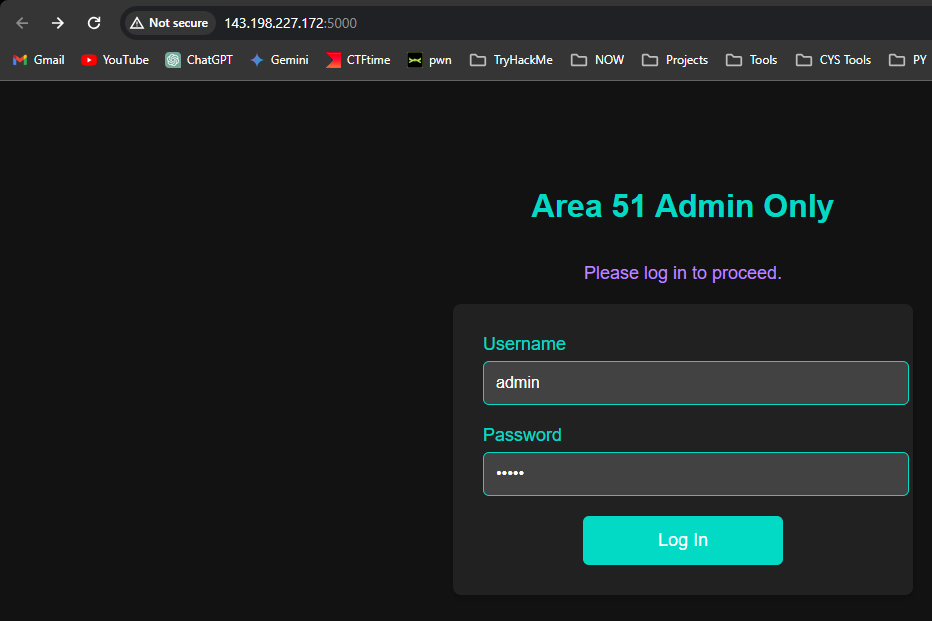 Not secure 143.198.227.172:5000
Gmail YouTube ChatGPT Gemini CTFtime pwn TryHackMe NOW Projects Tools CYS Tools PY
Area 51 Admin Only
Please log in to proceed.
Username
admin
Password
•••••
Log In